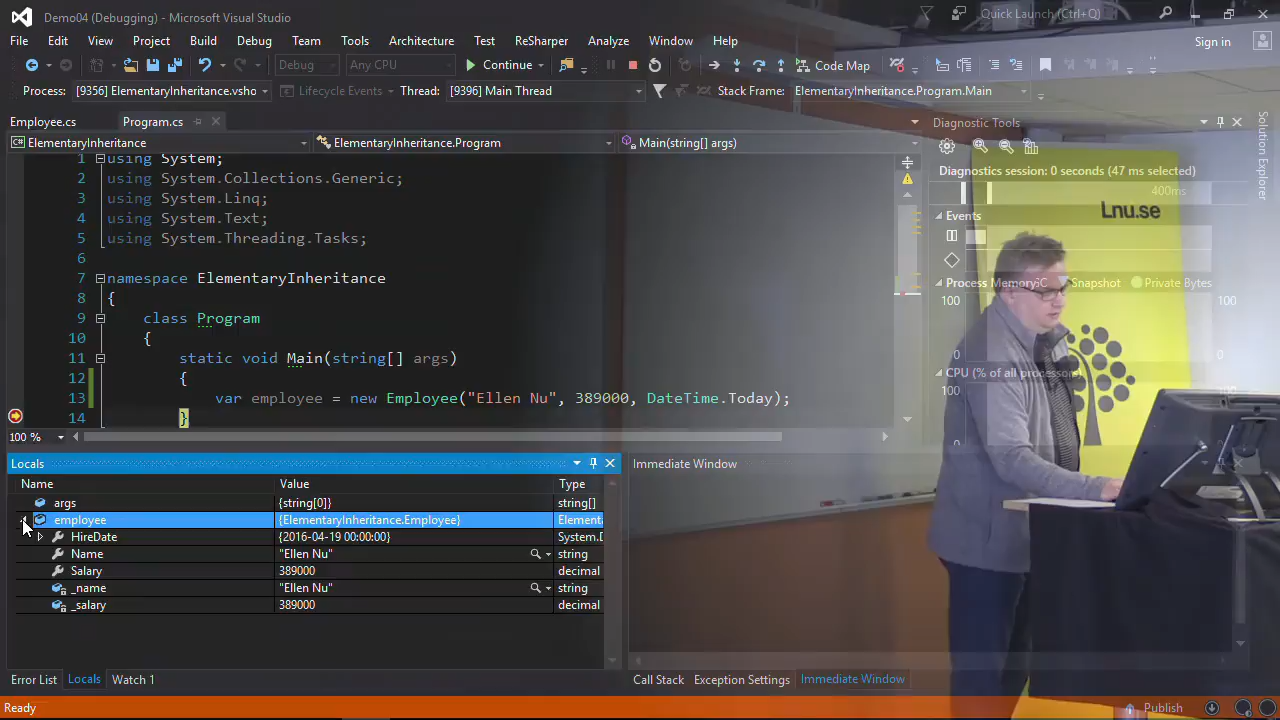 Demo04 (Debugging) - Microsoft Visual Studio
Quick Launch (Ctrl+Q)
File Edit View Project Build Debug Team Tools Architecture Test ReSharper Analyze Window Help
Sign in
Debug Any CPU Continue Code Map
Process: [9356] ElementaryInheritance.vsho Lifecycle Events Thread: [9396] Main Thread Stack Frame: ElementaryInheritance.Program.Main
Employee.cs Program.cs
Diagnostic Tools
Solution Explorer
ElementaryInheritance ElementaryInheritance.Program Main(string[] args)
1 using System;
2 using System.Collections.Generic;
3 using System.Linq;
4 using System.Text;
5 using System.Threading.Tasks;
6
7 namespace ElementaryInheritance
8 {
9 class Program
10 {
11 static void Main(string[] args)
12 {
13 var employee = new Employee("Ellen Nu", 389000, DateTime.Today);
14 }
100 %
Diagnostics session: 0 seconds (47 ms selected)
400ms
Lnu.se
Events
Process Memory Snapshot Private Bytes
100 100
0 0
CPU (% of all processors)
100 100
0 0
Locals
Name Value Type
args {string[0]} string[]
employee {ElementaryInheritance.Employee} Elementa
HireDate {2016-04-19 00:00:00} System.D
Name "Ellen Nu" string
Salary 389000 decimal
_name "Ellen Nu" string
_salary 389000 decimal
Immediate Window
Error List Locals Watch 1
Call Stack Exception Settings Immediate Window
Ready
Publish